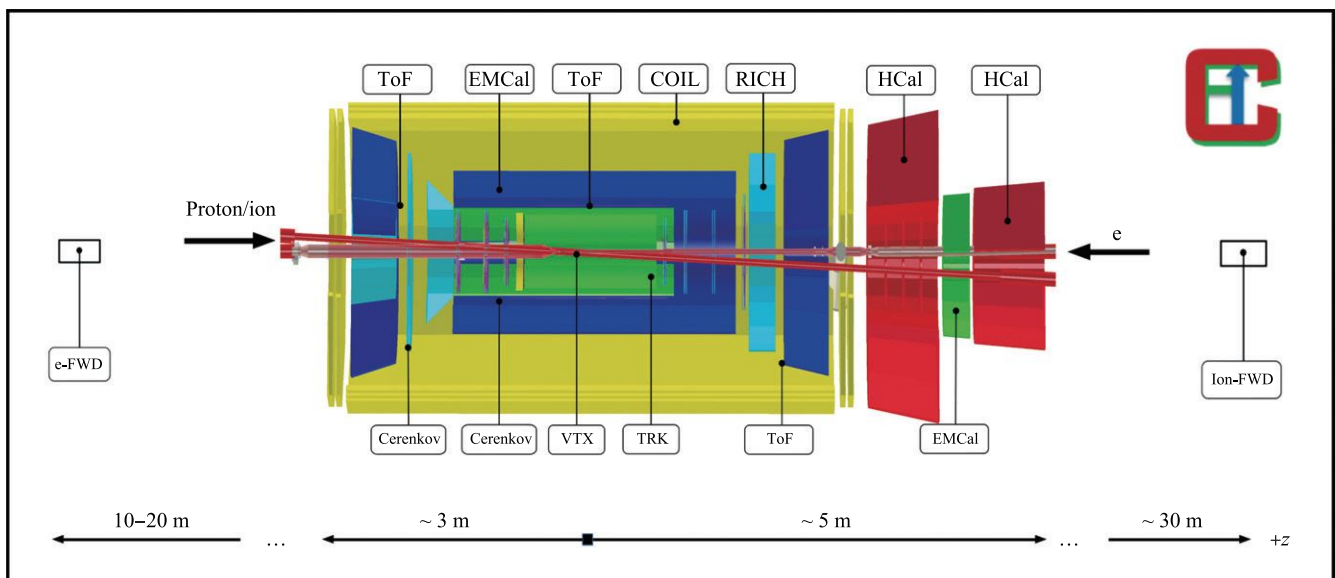 ToF EMCal ToF COIL RICH HCal HCal
Proton/ion
e
e-FWD
Ion-FWD
Cerenkov Cerenkov VTX TRK ToF EMCal
10–20 m ... ~ 3 m ~ 5 m ... ~ 30 m +z